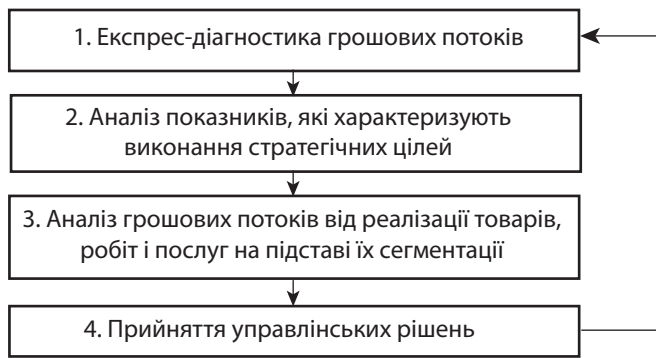 1. Експрес-діагностика грошових потоків
2. Аналіз показників, які характеризують
виконання стратегічних цілей
3. Аналіз грошових потоків від реалізації товарів,
робіт і послуг на підставі їх сегментації
4. Прийняття управлінських рішень